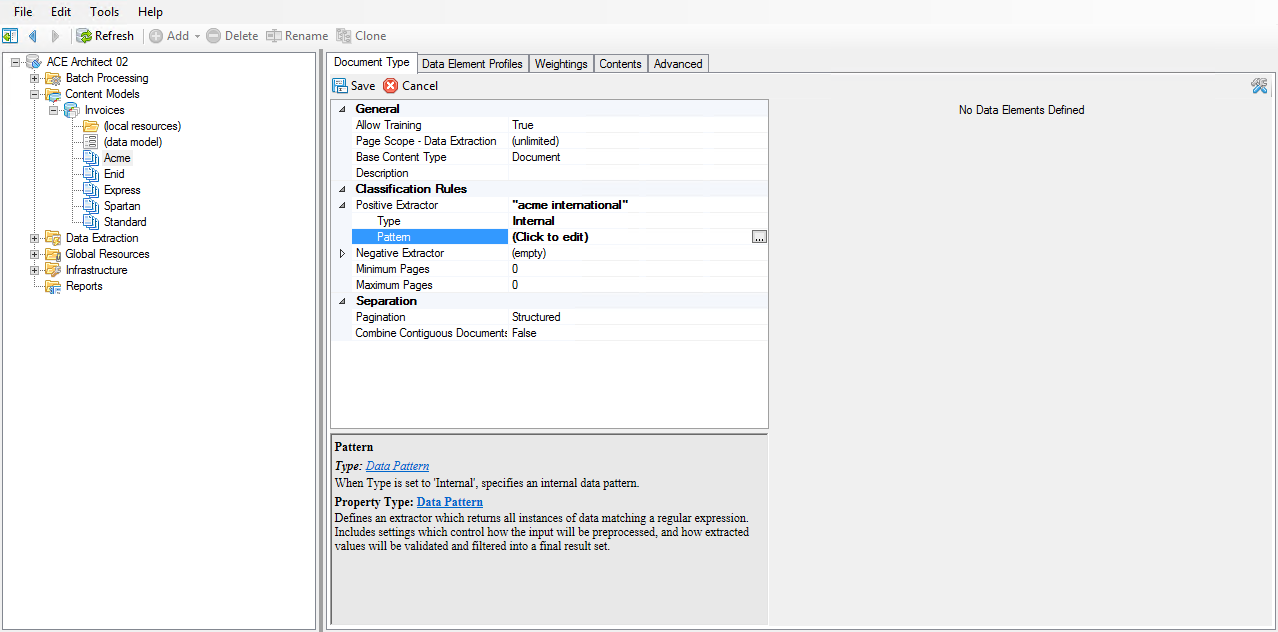 File Edit Tools Help
Refresh Add Delete Rename Clone
ACE Architect 02
Batch Processing
Content Models
Invoices
(local resources)
(data model)
Acme
Enid
Express
Spartan
Standard
Data Extraction
Global Resources
Infrastructure
Reports
Document Type Data Element Profiles Weightings Contents Advanced
Save Cancel
General
Allow Training True
Page Scope - Data Extraction (unlimited)
Base Content Type Document
Description
Classification Rules
Positive Extractor "acme international"
Type Internal
Pattern (Click to edit) ...
Negative Extractor (empty)
Minimum Pages 0
Maximum Pages 0
Separation
Pagination Structured
Combine Contiguous Documents False
Pattern
Type: Data Pattern
When Type is set to 'Internal', specifies an internal data pattern.
Property Type: Data Pattern
Defines an extractor which returns all instances of data matching a regular expression.
Includes settings which control how the input will be preprocessed, and how extracted
values will be validated and filtered into a final result set.
No Data Elements Defined